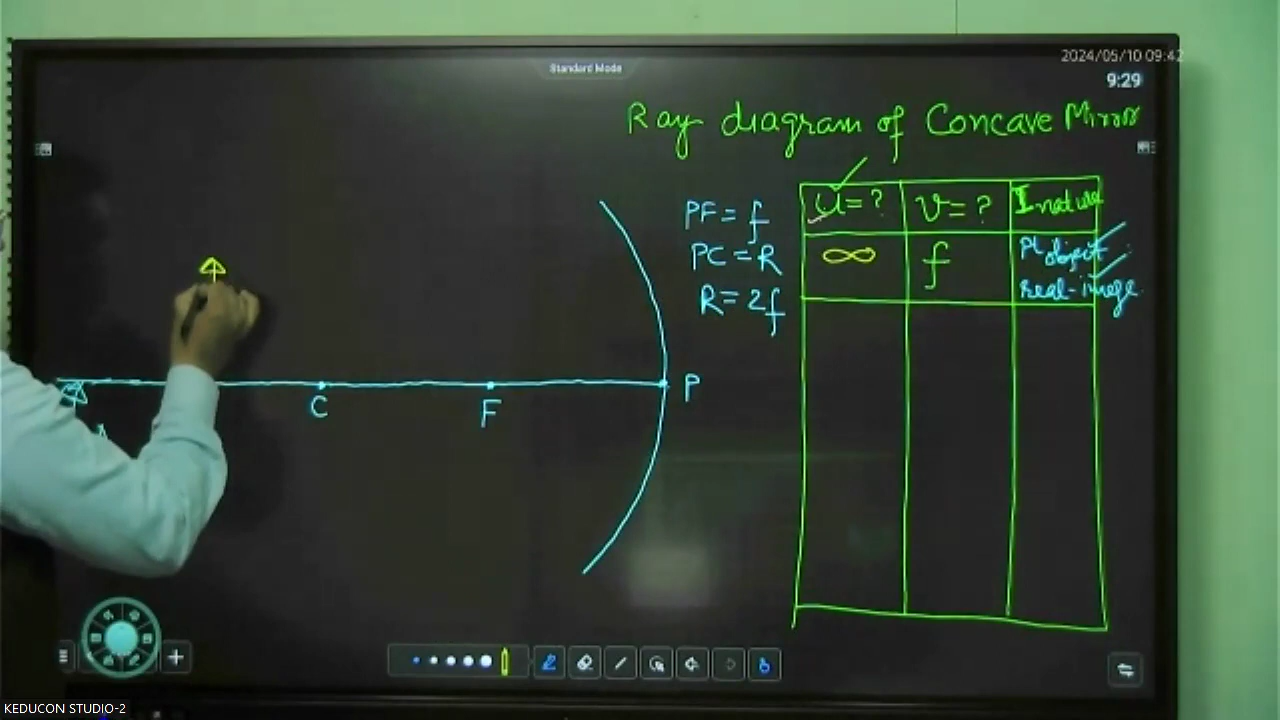 Standard Mode
2024/05/10 09:42
9:29
Ray diagram of Concave Mirror
PF = f
PC = R
R = 2f
U = ? V = ? I nature
∞ f Pt object
real-image
C F P
KEDUCON STUDIO-2